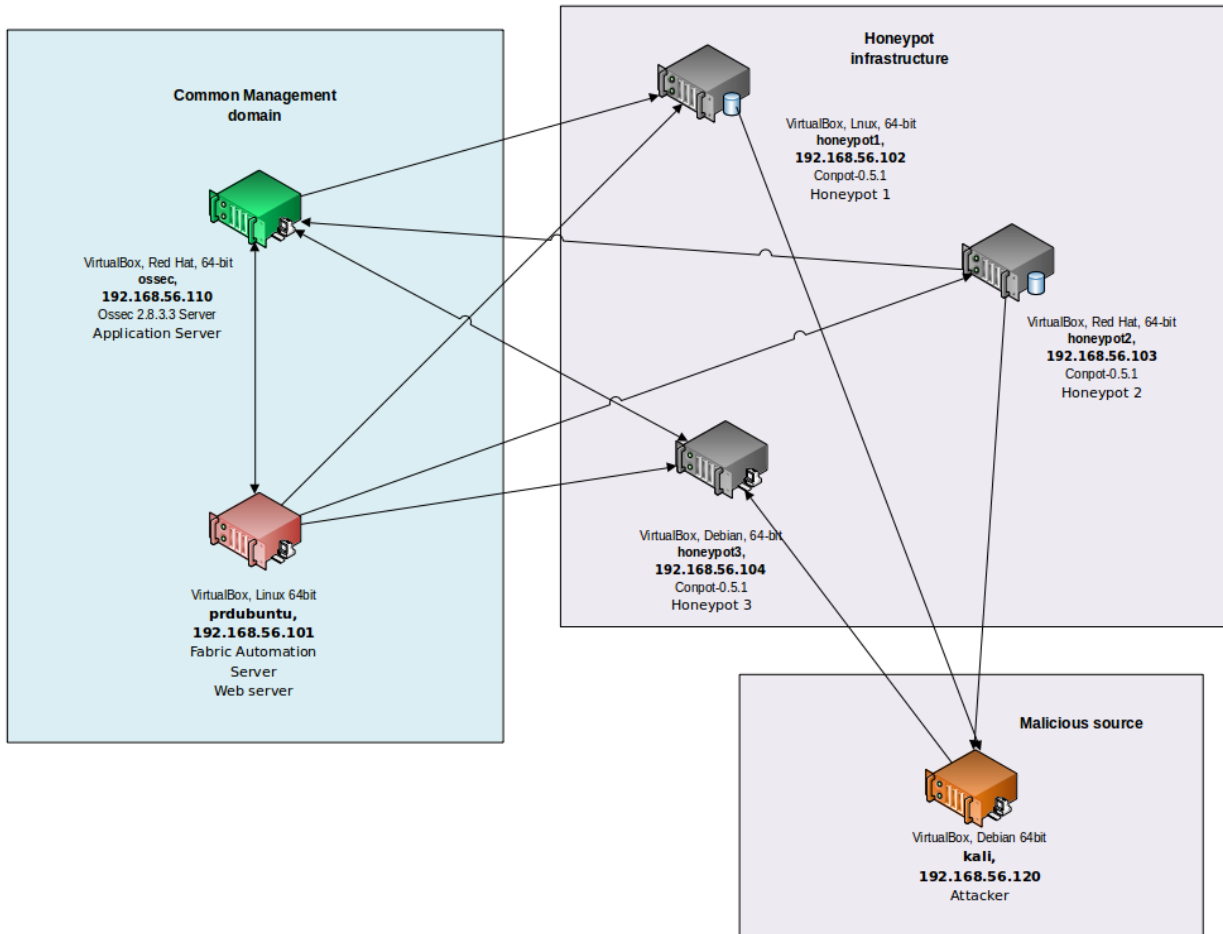 Common Management
domain
VirtualBox, Red Hat, 64-bit
ossec,
192.168.56.110
Ossec 2.8.3.3 Server
Application Server
VirtualBox, Linux 64bit
prdubuntu,
192.168.56.101
Fabric Automation
Server
Web server
Honeypot
infrastructure
VirtualBox, Lnux, 64-bit
honeypot1,
192.168.56.102
Conpot-0.5.1
Honeypot 1
VirtualBox, Red Hat, 64-bit
honeypot2,
192.168.56.103
Conpot-0.5.1
Honeypot 2
VirtualBox, Debian, 64-bit
honeypot3,
192.168.56.104
Conpot-0.5.1
Honeypot 3
Malicious source
VirtualBox, Debian 64bit
kali,
192.168.56.120
Attacker